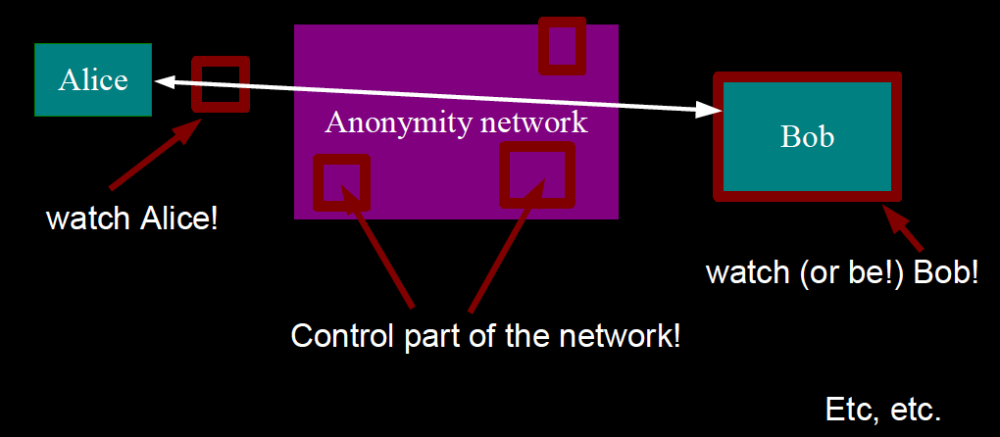 Alice
Anonymity network
Bob
watch Alice!
watch (or be!) Bob!
Control part of the network!
Etc, etc.